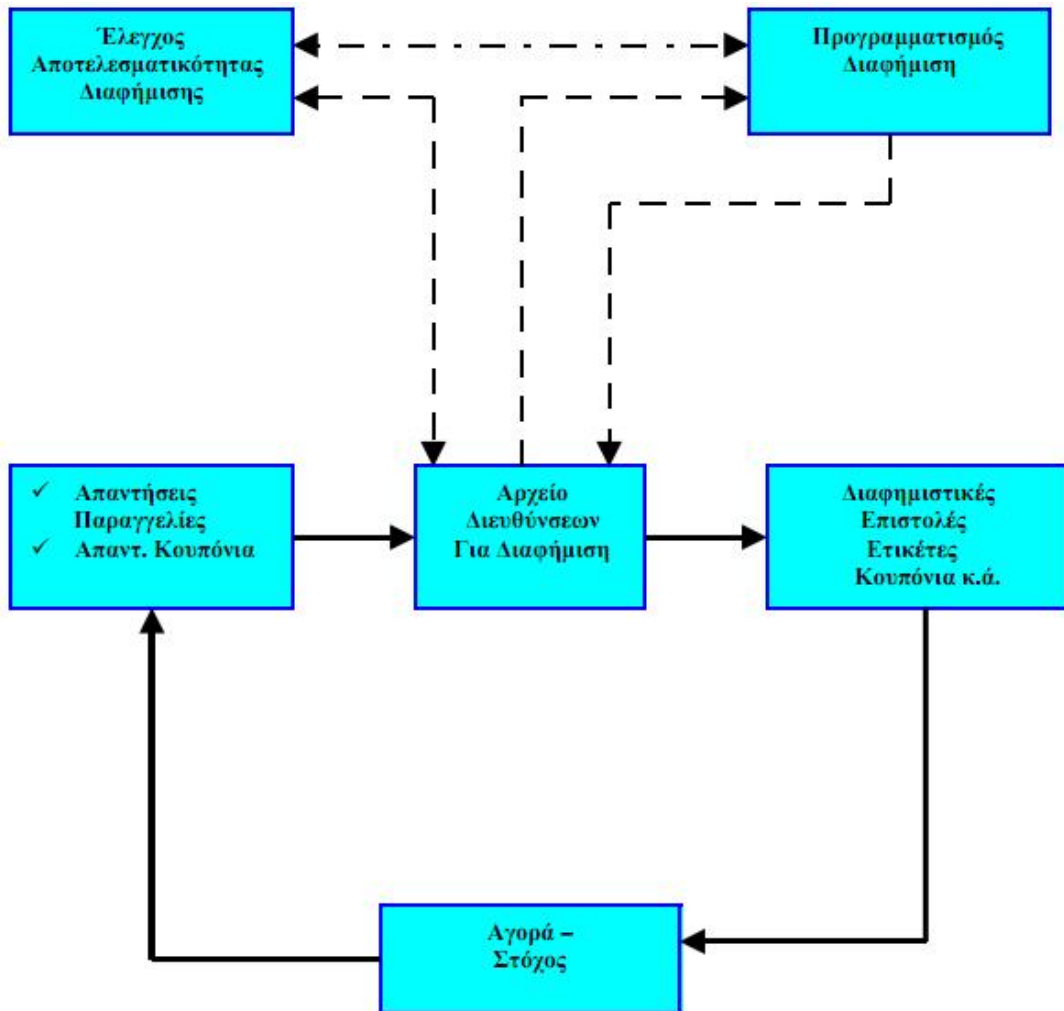 Έλεγχος
Αποτελεσματικότητας
Διαφήμισης
Προγραμματισμός
Διαφήμιση
✓ Απαντήσεις
Παραγγελίες
✓ Απαντ. Κουπόνια
Αρχείο
Διευθύνσεων
Για Διαφήμιση
Διαφημιστικές
Επιστολές
Ετικέτες
Κουπόνια κ.ά.
Αγορά –
Στόχος